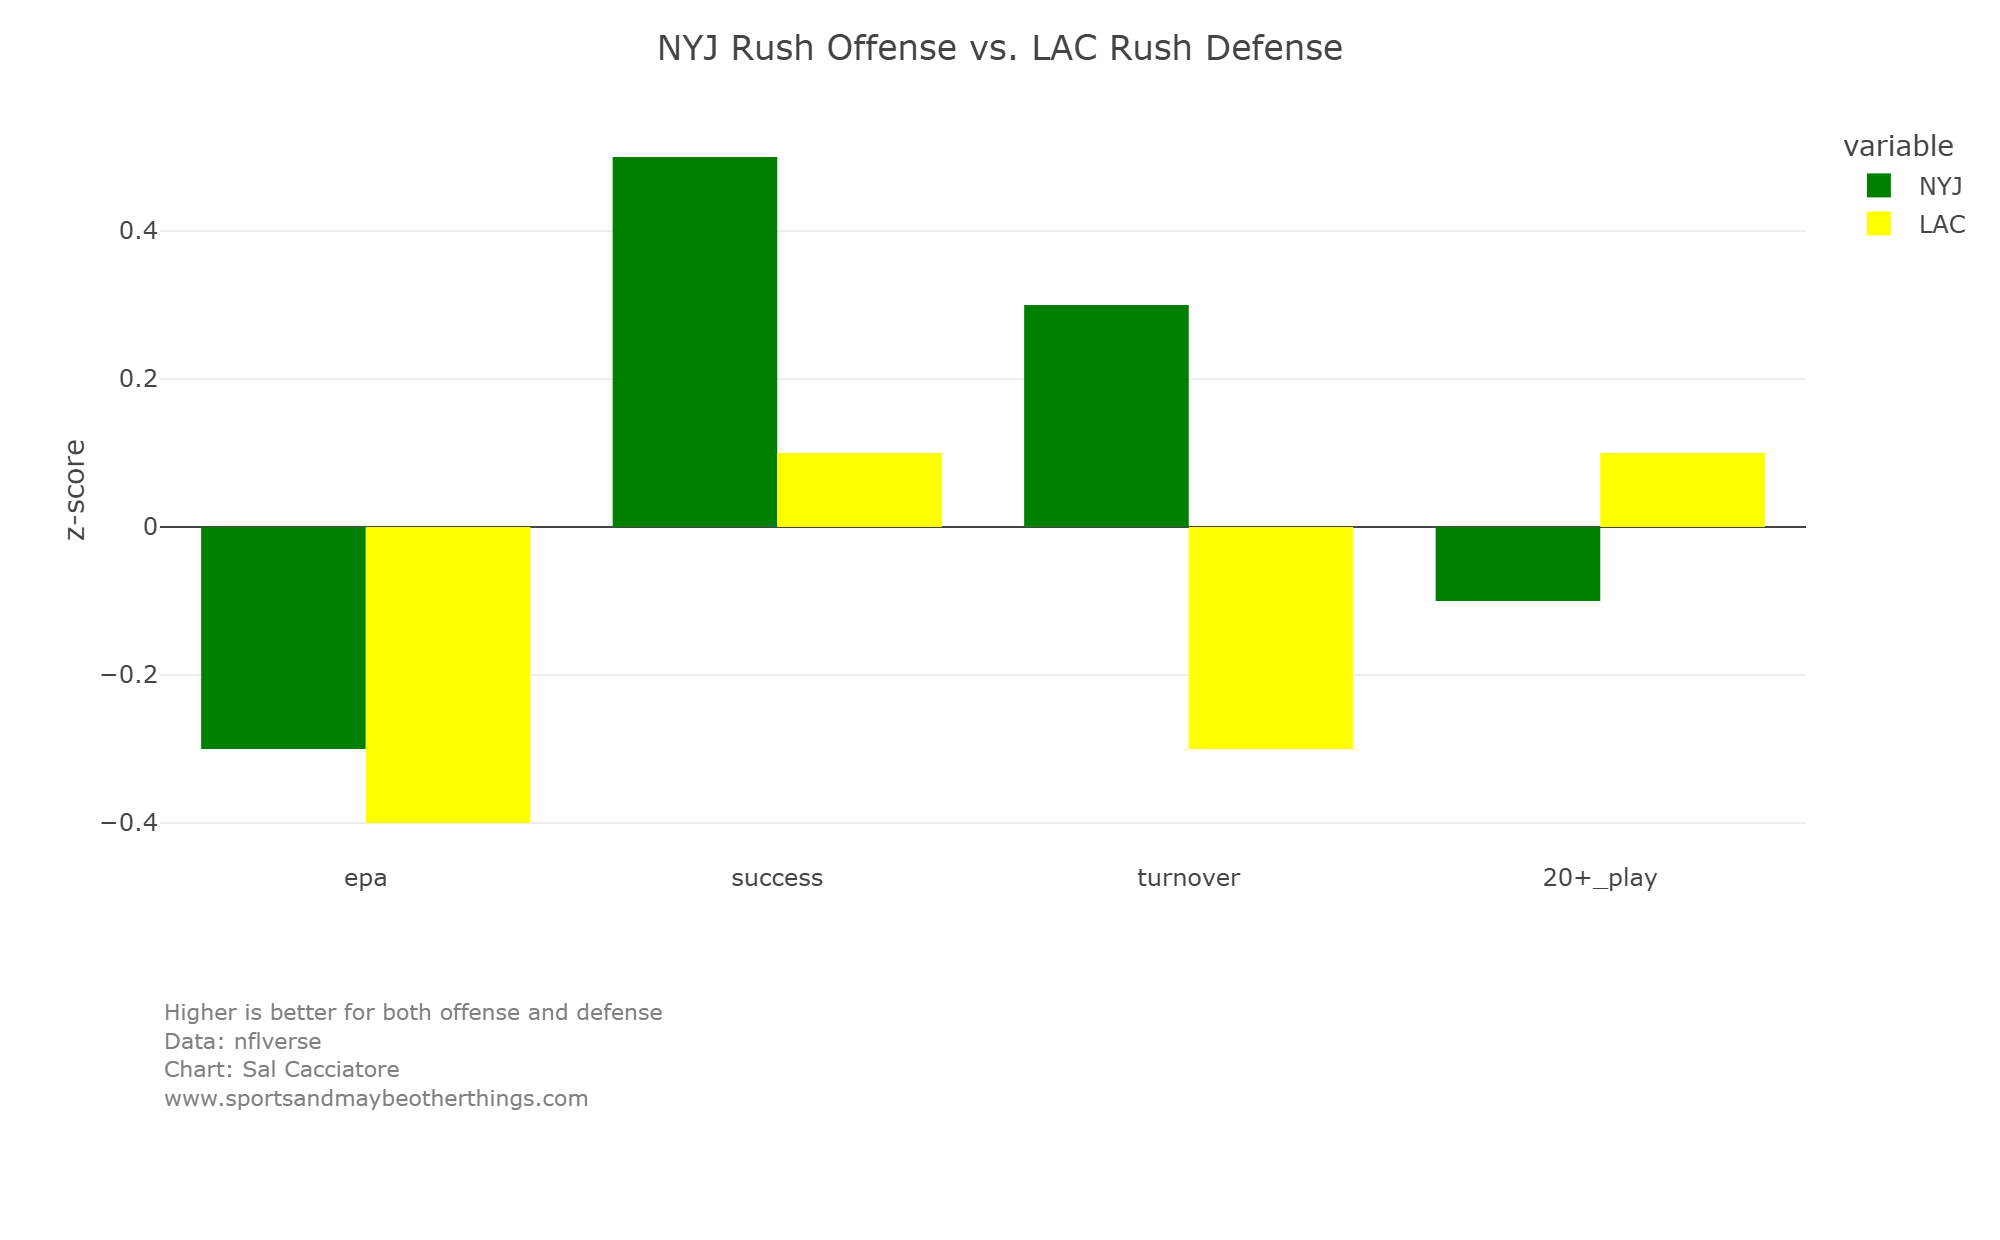 NYJ Rush Offense vs. LAC Rush Defense
variable
NYJ
LAC
z-score
0.4
0.2
0
−0.2
−0.4
epa
success
turnover
20+_play
Higher is better for both offense and defense
Data: nflverse
Chart: Sal Cacciatore
www.sportsandmaybeotherthings.com